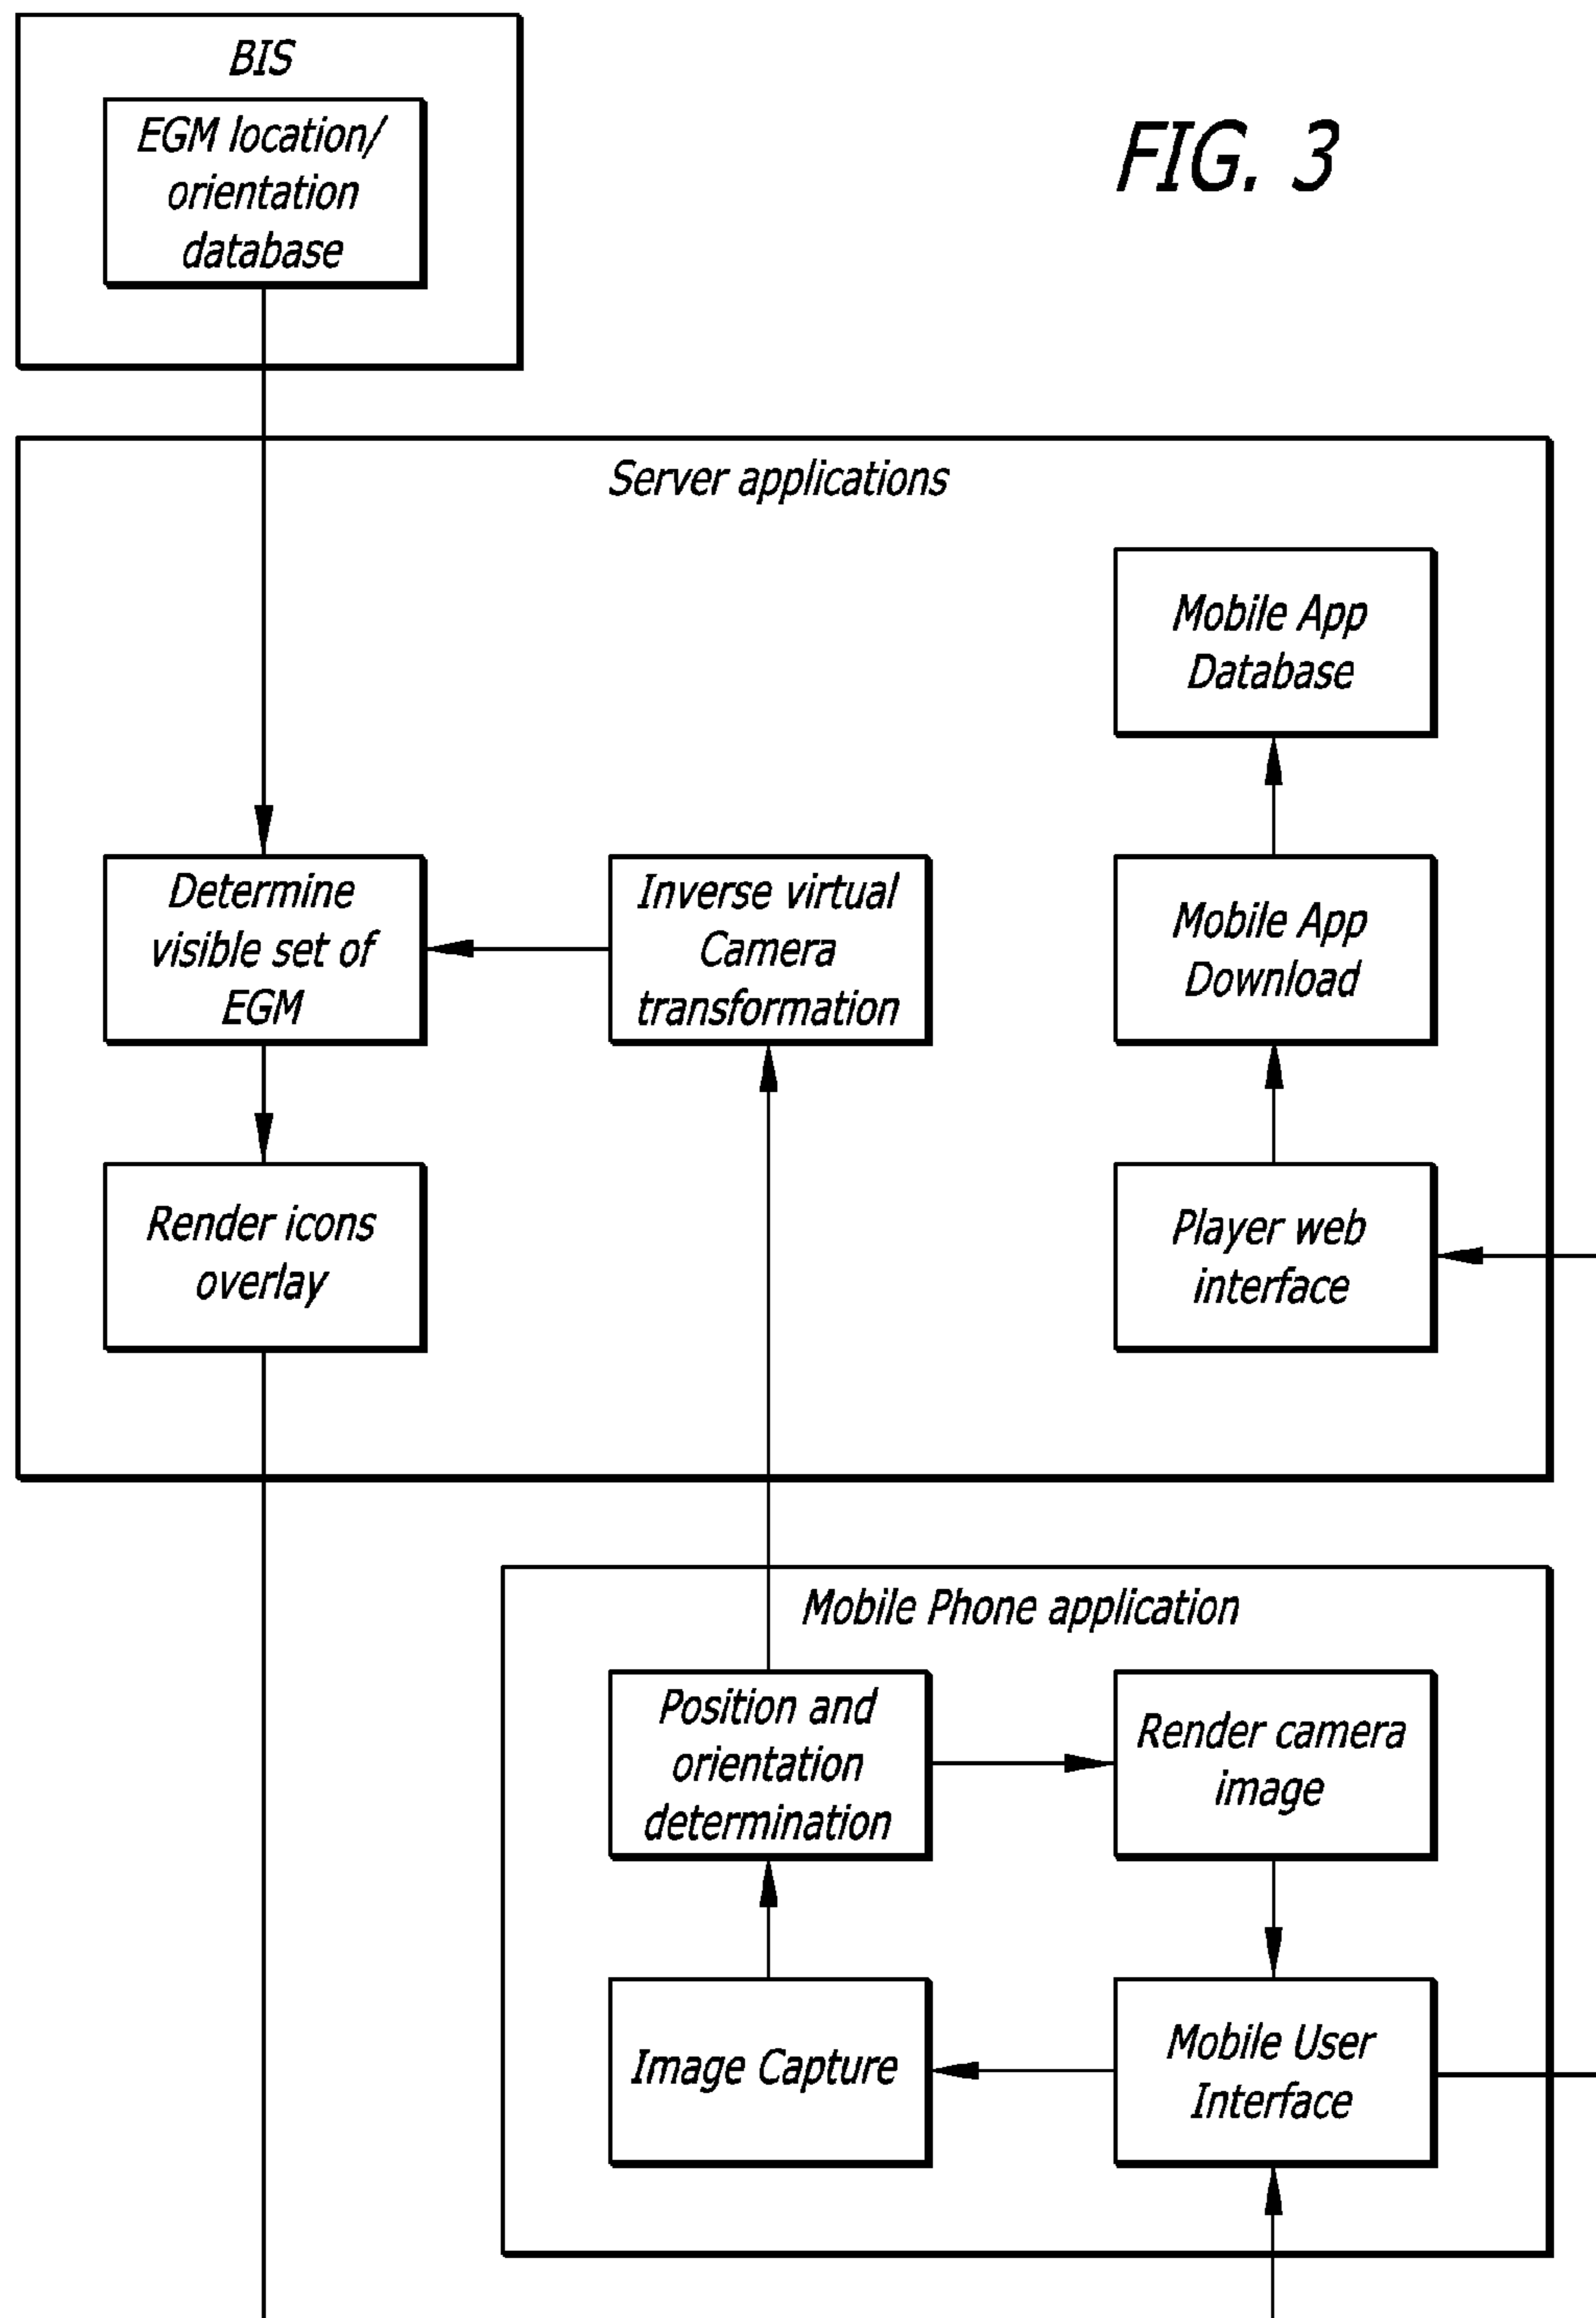 BIS
EGM location/
orientation
database
FIG. 3
Server applications
Mobile App
Database
Determine
visible set of
EGM
Inverse virtual
Camera
transformation
Mobile App
Download
Render icons
overlay
Player web
interface
Mobile Phone application
Position and
orientation
determination
Render camera
image
Image Capture
Mobile User
Interface